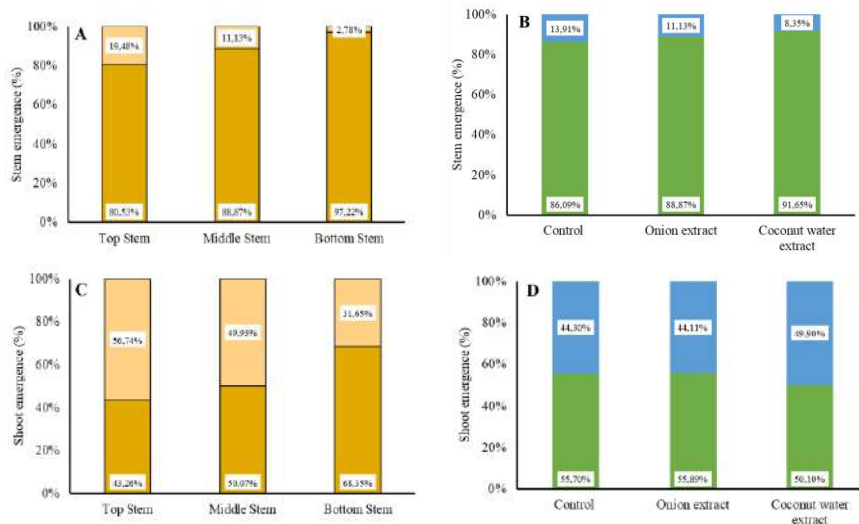 A
Stem emergence (%)
100%
80%
60%
40%
20%
0%
19,48%
11,13%
2,78%
80,53%
88,87%
97,22%
Top Stem
Middle Stem
Bottom Stem
B
Stem emergence (%)
100%
80%
60%
40%
20%
0%
13,91%
11,13%
8,35%
86,09%
88,87%
91,65%
Control
Onion extract
Coconut water
extract
C
Shoot emergence (%)
100%
80%
60%
40%
20%
0%
56,74%
49,93%
31,65%
43,26%
50,07%
68,35%
Top Stem
Middle Stem
Bottom Stem
D
Shoot emergence (%)
100%
80%
60%
40%
20%
0%
44,30%
44,11%
49,90%
55,70%
55,89%
50,10%
Control
Onion extract
Coconut water
extract